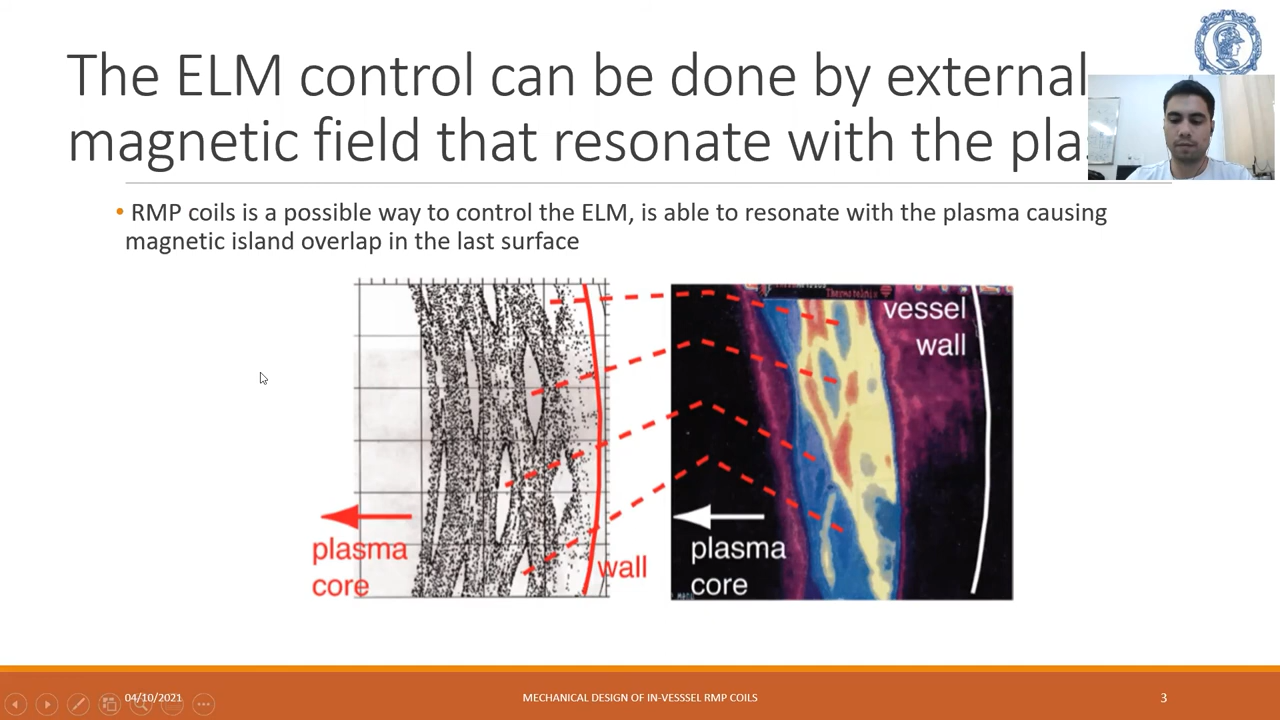 The ELM control can be done by external
magnetic field that resonate with the
• RMP coils is a possible way to control the ELM, is able to resonate with the plasma causing
magnetic island overlap in the last surface
vessel
wall
plasma
core
wall
plasma
core
04/10/2021
MECHANICAL DESIGN OF IN-VESSSEL RMP COILS
3